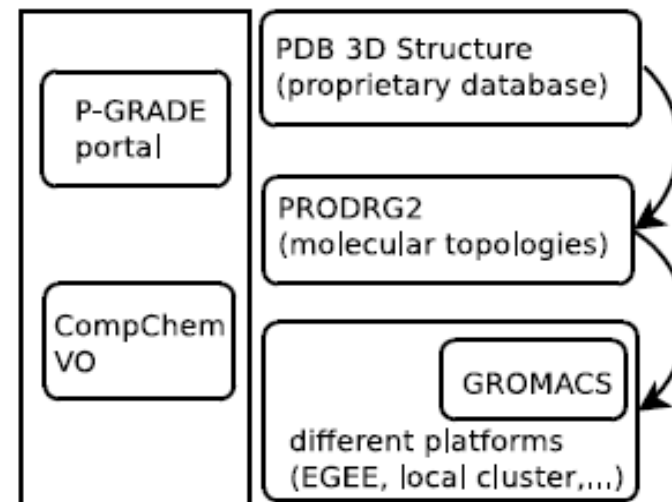 P-GRADE
portal
CompChem
VO
PDB 3D Structure
(proprietary database)
PRODRG2
(molecular topologies)
GROMACS
different platforms
(EGEE, local cluster,...)